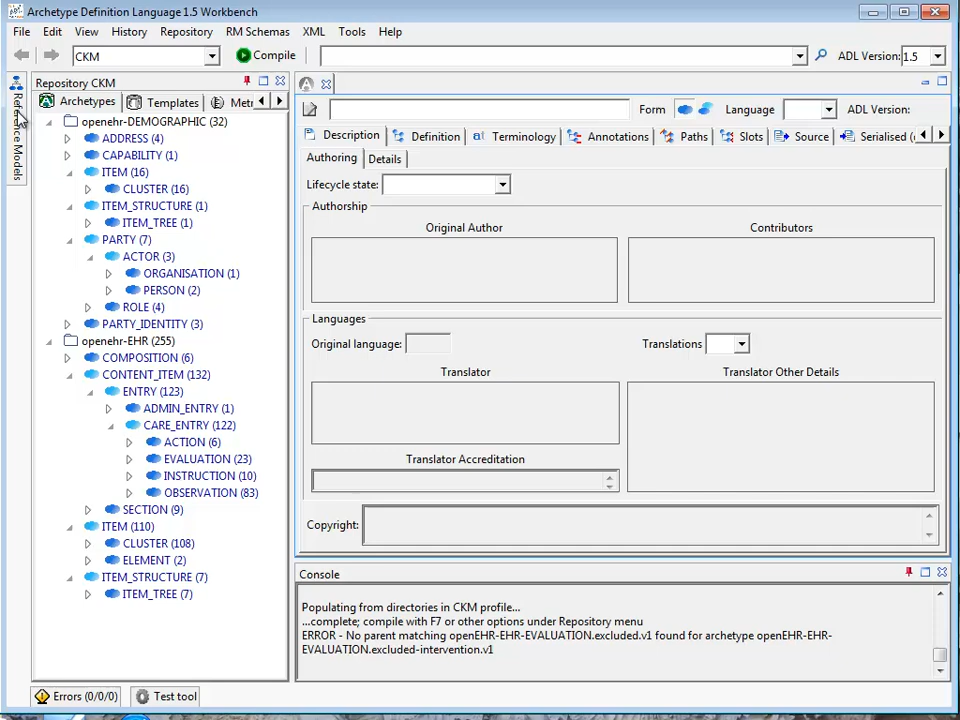 Archetype Definition Language 1.5 Workbench
File Edit View History Repository RM Schemas XML Tools Help
CKM Compile ADL Version: 1.5
Reference Models
Repository CKM
Archetypes Templates Metr
openehr-DEMOGRAPHIC (32)
ADDRESS (4)
CAPABILITY (1)
ITEM (16)
CLUSTER (16)
ITEM_STRUCTURE (1)
ITEM_TREE (1)
PARTY (7)
ACTOR (3)
ORGANISATION (1)
PERSON (2)
ROLE (4)
PARTY_IDENTITY (3)
openehr-EHR (255)
COMPOSITION (6)
CONTENT_ITEM (132)
ENTRY (123)
ADMIN_ENTRY (1)
CARE_ENTRY (122)
ACTION (6)
EVALUATION (23)
INSTRUCTION (10)
OBSERVATION (83)
SECTION (9)
ITEM (110)
CLUSTER (108)
ELEMENT (2)
ITEM_STRUCTURE (7)
ITEM_TREE (7)
Form Language ADL Version:
Description Definition Terminology Annotations Paths Slots Source Serialised (
Authoring Details
Lifecycle state:
Authorship
Original Author Contributors
Languages
Original language: Translations
Translator Translator Other Details
Translator Accreditation
Copyright:
Console
Populating from directories in CKM profile...
...complete; compile with F7 or other options under Repository menu
ERROR - No parent matching openEHR-EHR-EVALUATION.excluded.v1 found for archetype openEHR-EHR-
EVALUATION.excluded-intervention.v1
Errors (0/0/0) Test tool